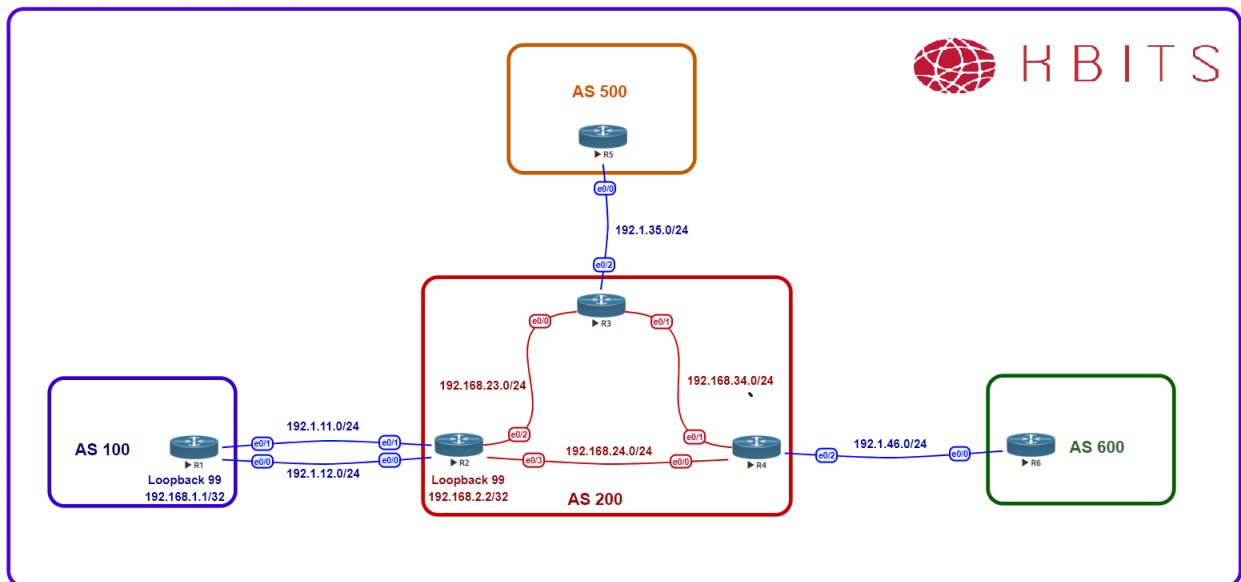 KBITS
AS 500
R5
e0/0
192.1.35.0/24
e0/2
R3
e0/0
e0/1
192.168.23.0/24
192.168.34.0/24
AS 100
R1
Loopback 99
192.168.1.1/32
e0/1
192.1.11.0/24
e0/1
e0/0
192.1.12.0/24
e0/0
e0/2
R2
Loopback 99
192.168.2.2/32
e0/3
192.168.24.0/24
AS 200
e0/1
e0/0
R4
e0/2
192.1.46.0/24
e0/0
R6
AS 600